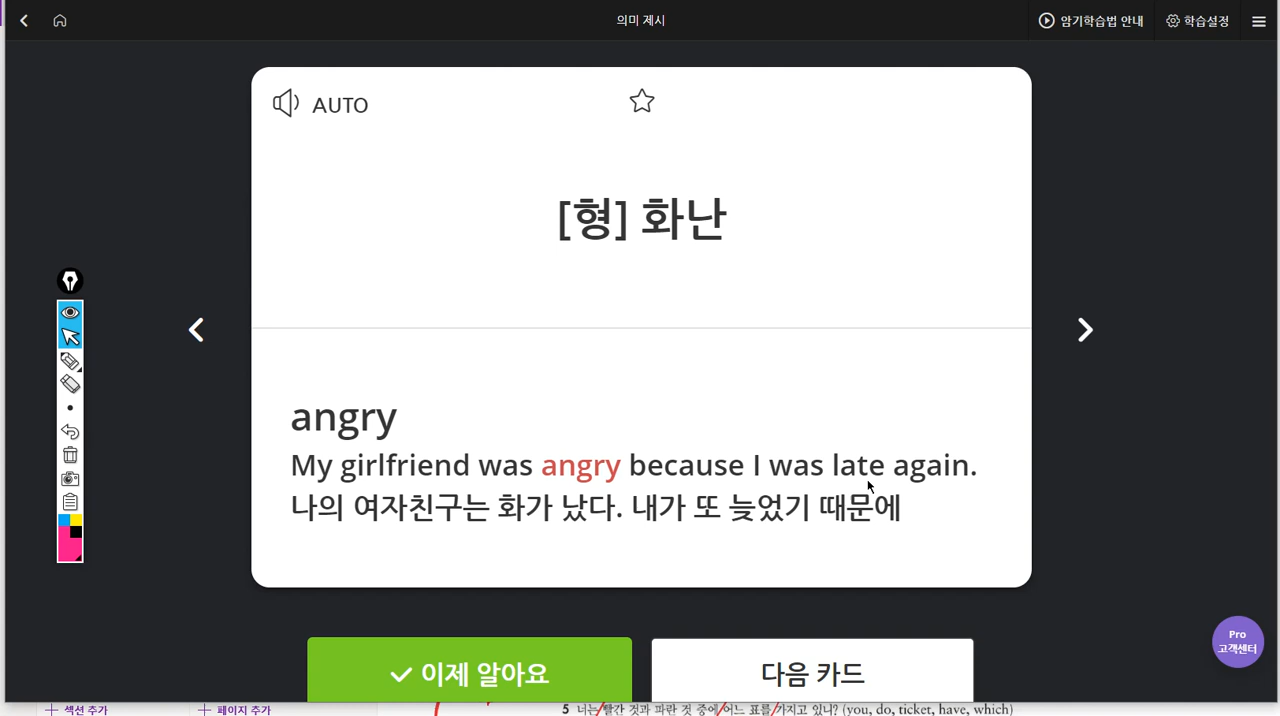 의미 제시
암기학습법 안내
학습설정
AUTO
[형] 화난
angry
My girlfriend was angry because I was late again.
나의 여자친구는 화가 났다. 내가 또 늦었기 때문에
Pro
고객센터
이제 알아요
다음 카드
섹션 추가
페이지 추가
5 너는 빨간 것과 파란 것 중에 어느 표를 가지고 있니? (you, do, ticket, have, which)